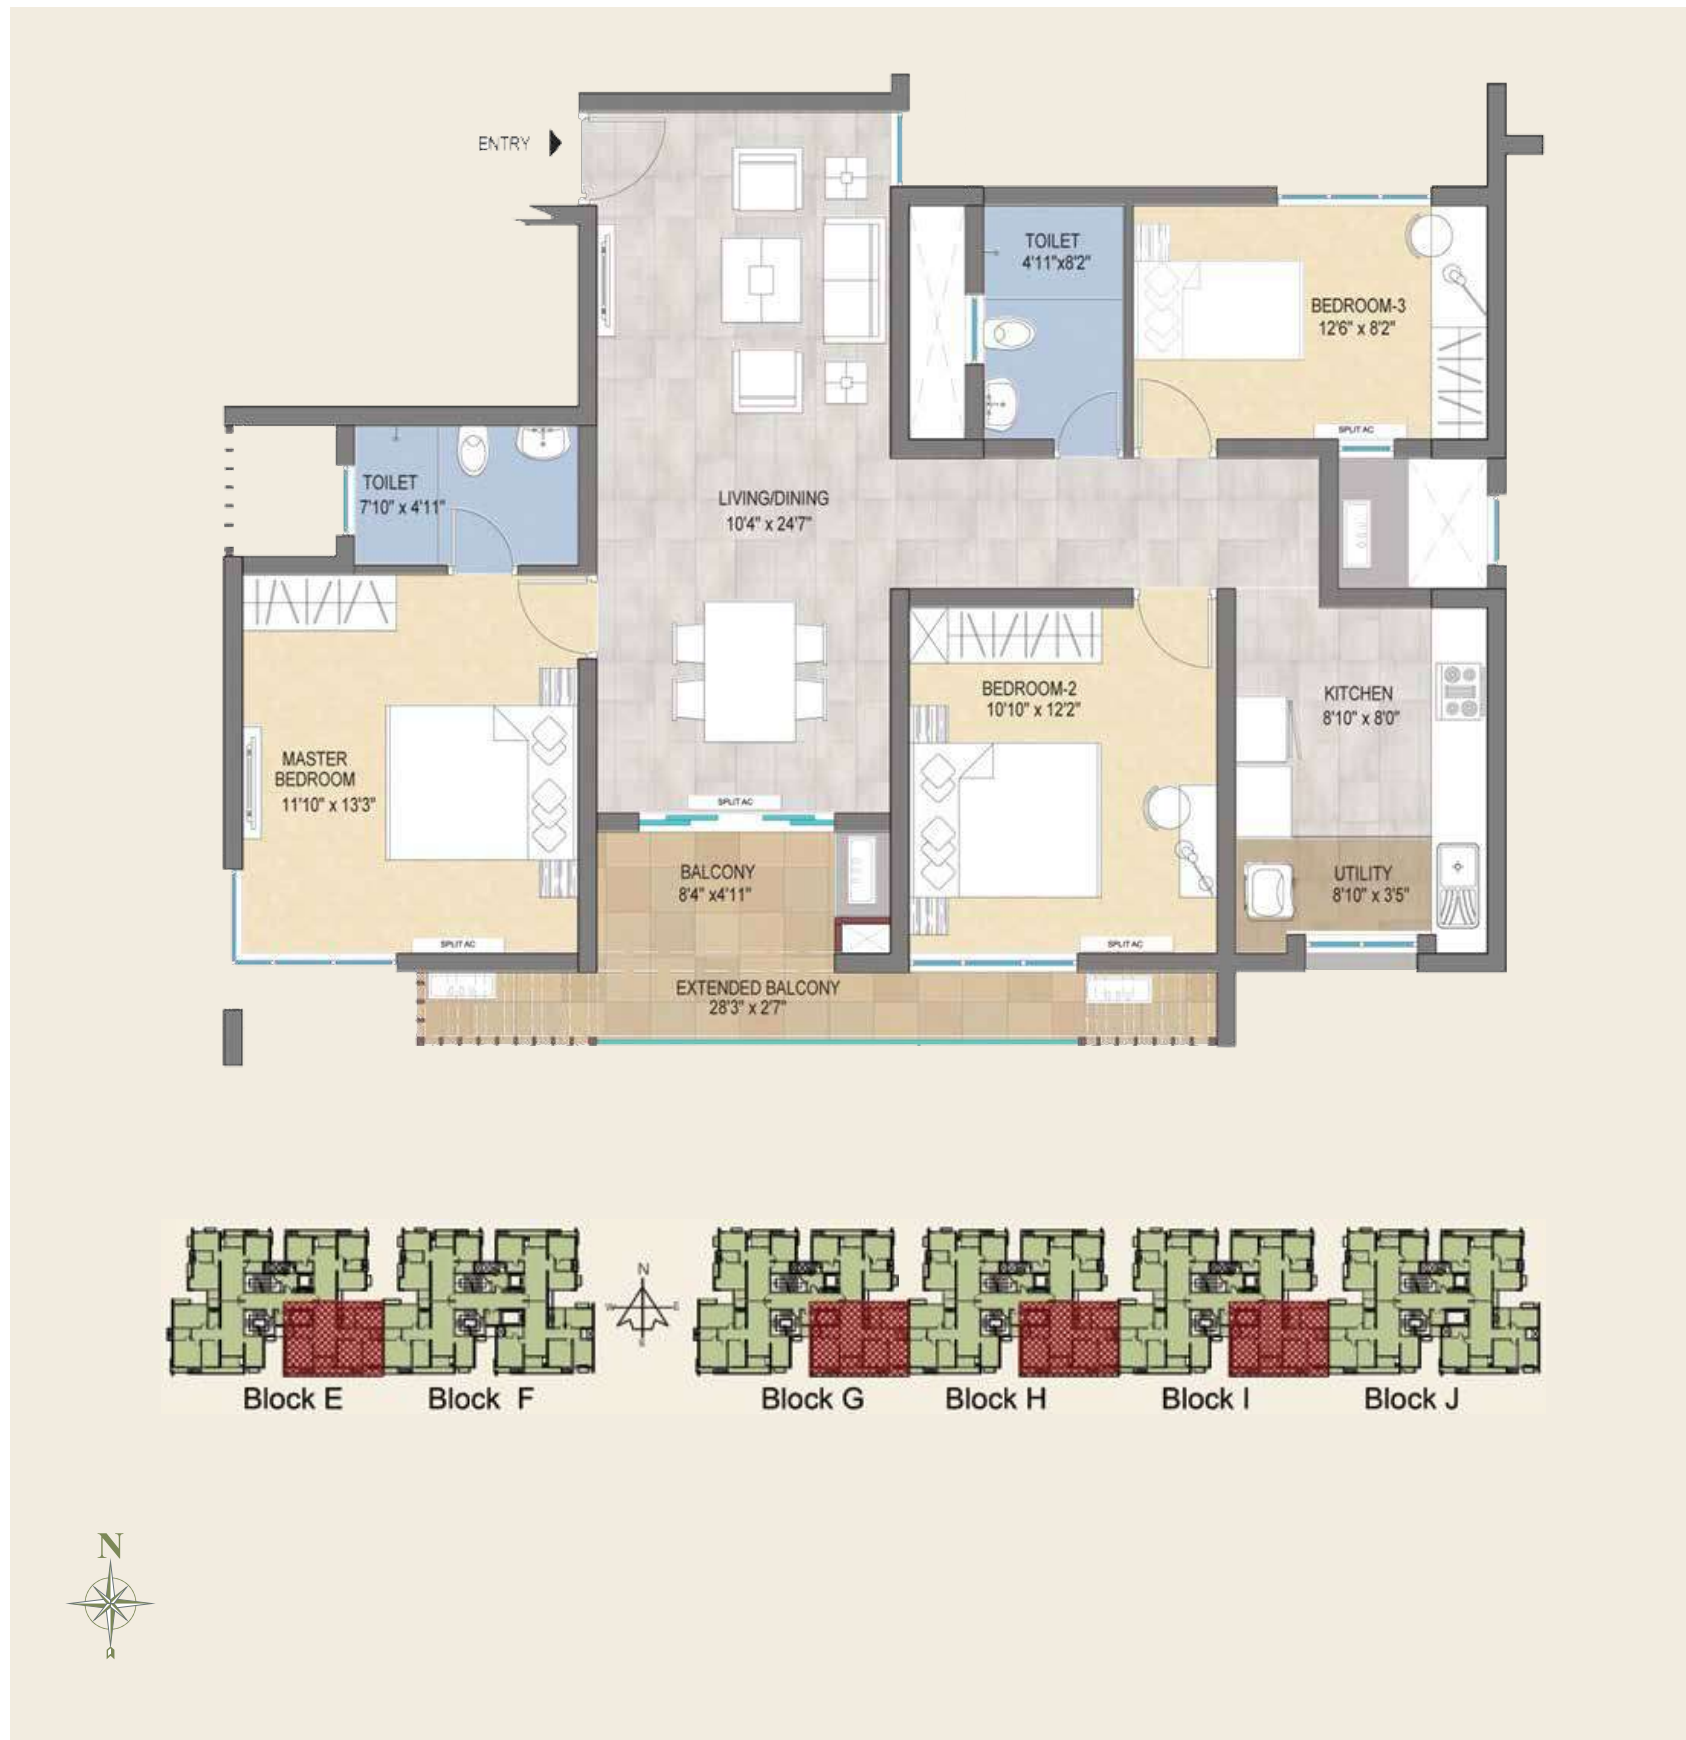 ENTRY
TOILET
4'11"x8'2"
BEDROOM-3
12'6" x 8'2"
SPLIT AC
TOILET
7'10" x 4'11"
LIVING/DINING
10'4" x 24'7"
BEDROOM-2
10'10" x 12'2"
KITCHEN
8'10" x 8'0"
MASTER
BEDROOM
11'10" x 13'3"
SPLIT AC
BALCONY
8'4" x4'11"
UTILITY
8'10" x 3'5"
SPLIT AC
SPLIT AC
EXTENDED BALCONY
28'3" x 2'7"
N
W E
S
Block E
Block F
Block G
Block H
Block I
Block J
N